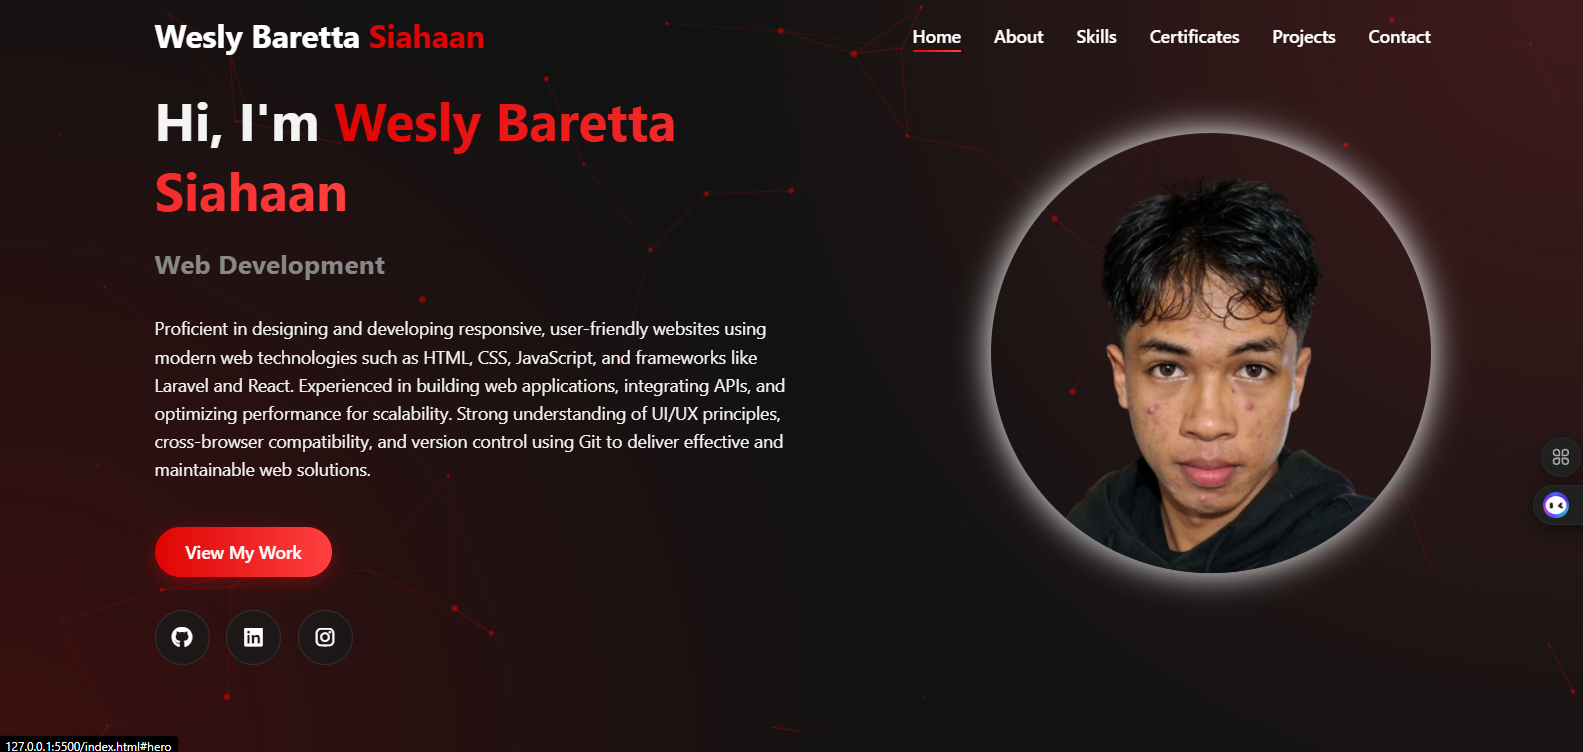 Wesly Baretta Siahaan
Home About Skills Certificates Projects Contact
Hi, I'm Wesly Baretta
Siahaan
Web Development
Proficient in designing and developing responsive, user-friendly websites using
modern web technologies such as HTML, CSS, JavaScript, and frameworks like
Laravel and React. Experienced in building web applications, integrating APIs, and
optimizing performance for scalability. Strong understanding of UI/UX principles,
cross-browser compatibility, and version control using Git to deliver effective and
maintainable web solutions.
View My Work
in
127.0.0.1:5500/index.html#hero